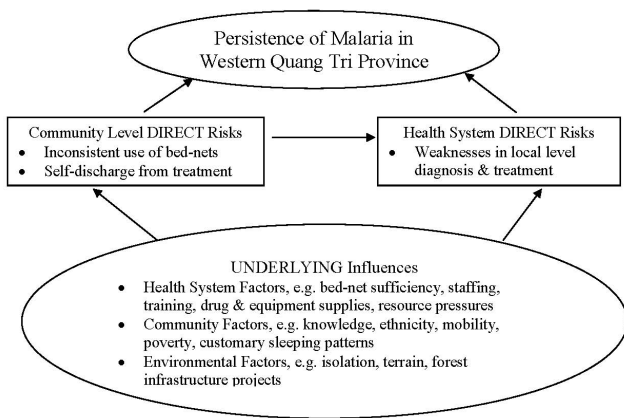 Persistence of Malaria in
Western Quang Tri Province
Community Level DIRECT Risks
• Inconsistent use of bed-nets
• Self-discharge from treatment
Health System DIRECT Risks
• Weaknesses in local level
diagnosis & treatment
UNDERLYING Influences
• Health System Factors, e.g. bed-net sufficiency, staffing,
training, drug & equipment supplies, resource pressures
• Community Factors, e.g. knowledge, ethnicity, mobility,
poverty, customary sleeping patterns
• Environmental Factors, e.g. isolation, terrain, forest
infrastructure projects